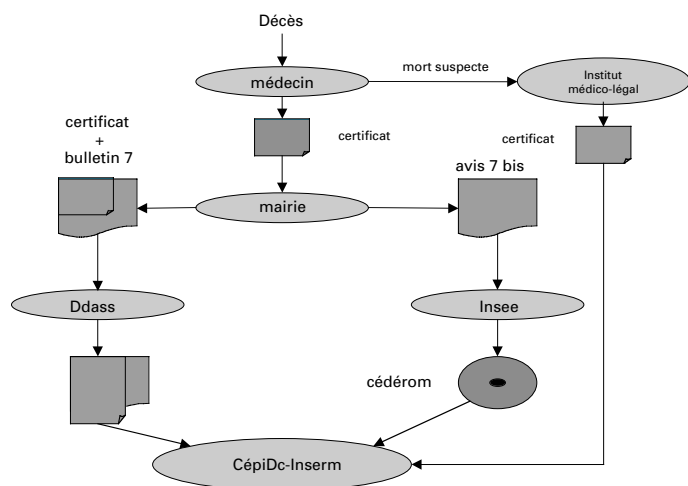 Décès
médecin
mort suspecte
Institut
médico-légal
certificat
+
bulletin 7
certificat
certificat
avis 7 bis
mairie
Ddass
Insee
cédérom
CépiDc-Inserm